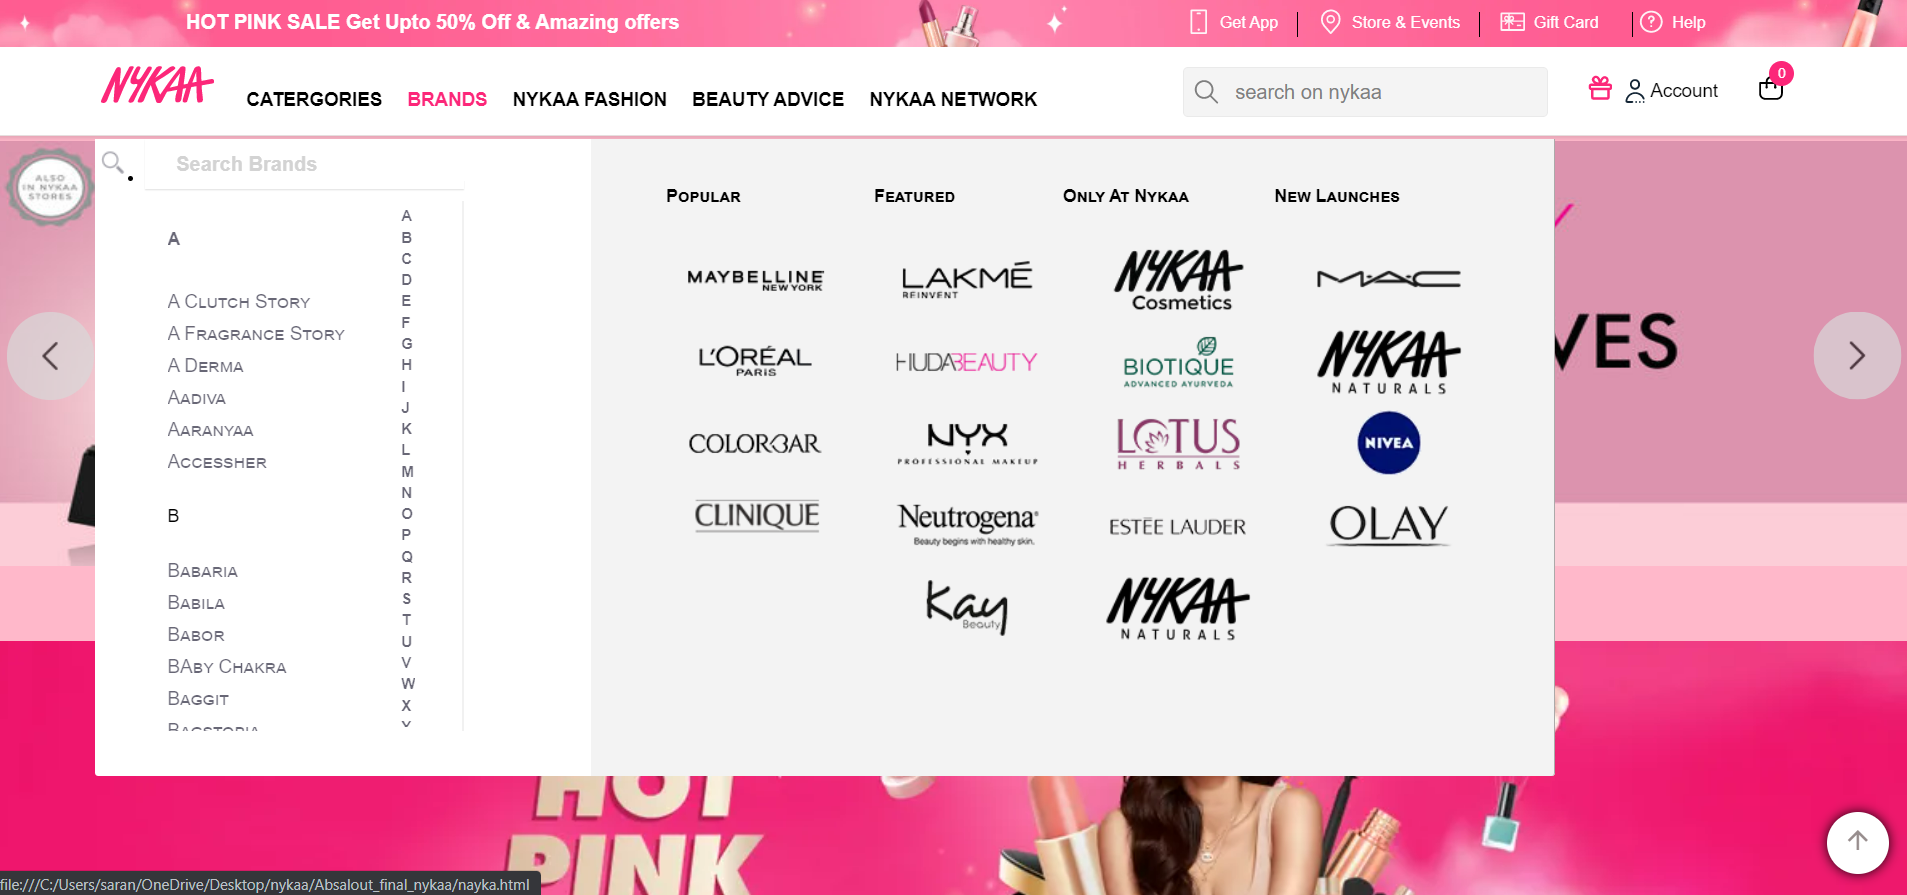 HOT PINK SALE Get Upto 50% Off & Amazing offers
Get App
Store & Events
Gift Card
Help
NYKAA
CATERGORIES
BRANDS
NYKAA FASHION
BEAUTY ADVICE
NYKAA NETWORK
search on nykaa
Account
0
ALSO
IN NYKAA
STORES
Search Brands
A
A Clutch Story
A Fragrance Story
A Derma
Aadiva
Aaranyaa
Accessher
B
Babaria
Babila
Babor
BAby Chakra
Baggit
Bagstopia
A
B
C
D
E
F
G
H
I
J
K
L
M
N
O
P
Q
R
S
T
U
V
W
X
Y
Popular
MAYBELLINE
NEW YORK
L'ORÉAL
PARIS
COLORBAR
CLINIQUE
Featured
LAKMÉ
REINVENT
HUDABEAUTY
NYX
PROFESSIONAL MAKEUP
Neutrogena®
Beauty begins with healthy skin.
Kay
Beauty
Only At Nykaa
NYKAA
Cosmetics
BIOTIQUE
ADVANCED AYURVEDA
LOTUS
HERBALS
ESTĒE LAUDER
NYKAA
NATURALS
New Launches
M·A·C
NYKAA
NATURALS
NIVEA
OLAY
VES
HOT
PINK
file:///C:/Users/saran/OneDrive/Desktop/nykaa/Absalout_final_nykaa/nayka.html